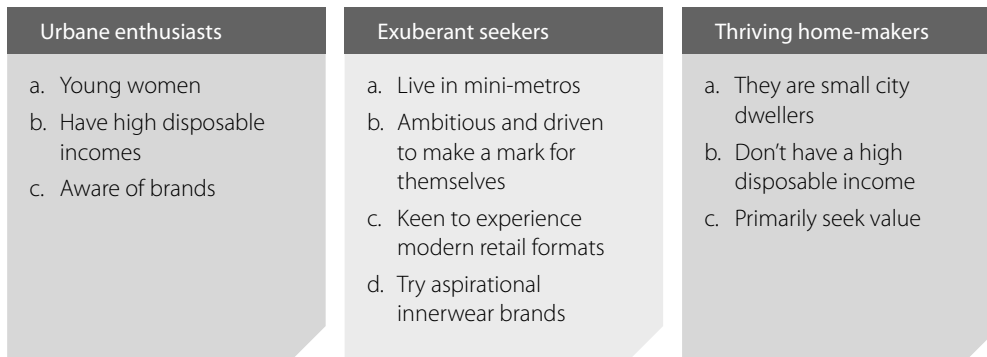 Urbane enthusiasts
a. Young women
b. Have high disposable
incomes
c. Aware of brands
Exuberant seekers
a. Live in mini-metros
b. Ambitious and driven
to make a mark for
themselves
c. Keen to experience
modern retail formats
d. Try aspirational
innerwear brands
Thriving home-makers
a. They are small city
dwellers
b. Don’t have a high
disposable income
c. Primarily seek value